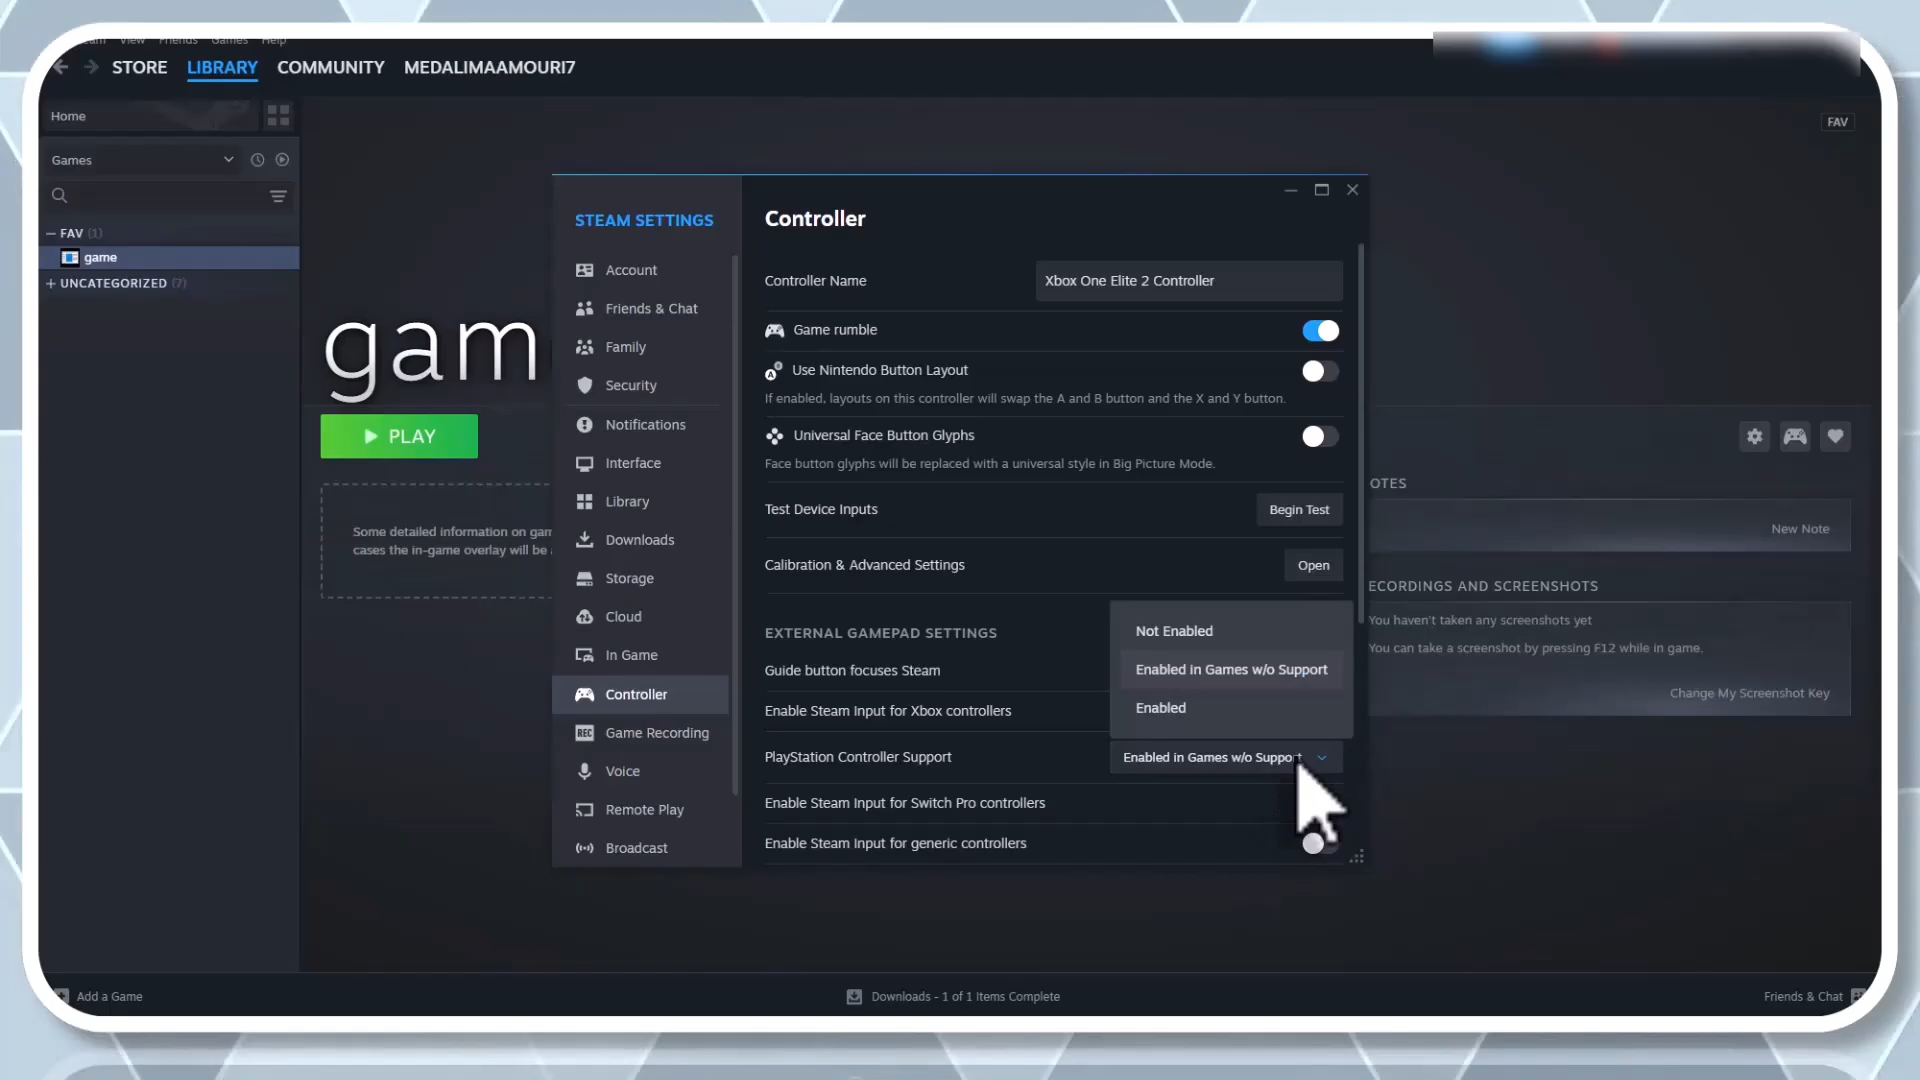 View Friends Games Help
STORE LIBRARY COMMUNITY MEDALIMAAMOURI7
Home
FAV
Games
FAV (1)
game
UNCATEGORIZED (7)
gam
PLAY
Some detailed information on gam
cases the in-game overlay will be
OTES
New Note
ECORDINGS AND SCREENSHOTS
You haven't taken any screenshots yet
You can take a screenshot by pressing F12 while in game.
Change My Screenshot Key
STEAM SETTINGS
Account
Friends & Chat
Family
Security
Notifications
Interface
Library
Downloads
Storage
Cloud
In Game
Controller
REC Game Recording
Voice
Remote Play
Broadcast
Controller
Controller Name Xbox One Elite 2 Controller
Game rumble
Use Nintendo Button Layout
If enabled, layouts on this controller will swap the A and B button and the X and Y button.
Universal Face Button Glyphs
Face button glyphs will be replaced with a universal style in Big Picture Mode.
Test Device Inputs Begin Test
Calibration & Advanced Settings Open
EXTERNAL GAMEPAD SETTINGS
Guide button focuses Steam
Enable Steam Input for Xbox controllers
Not Enabled
Enabled in Games w/o Support
Enabled
PlayStation Controller Support Enabled in Games w/o Support
Enable Steam Input for Switch Pro controllers
Enable Steam Input for generic controllers
Add a Game
Downloads - 1 of 1 Items Complete
Friends & Chat